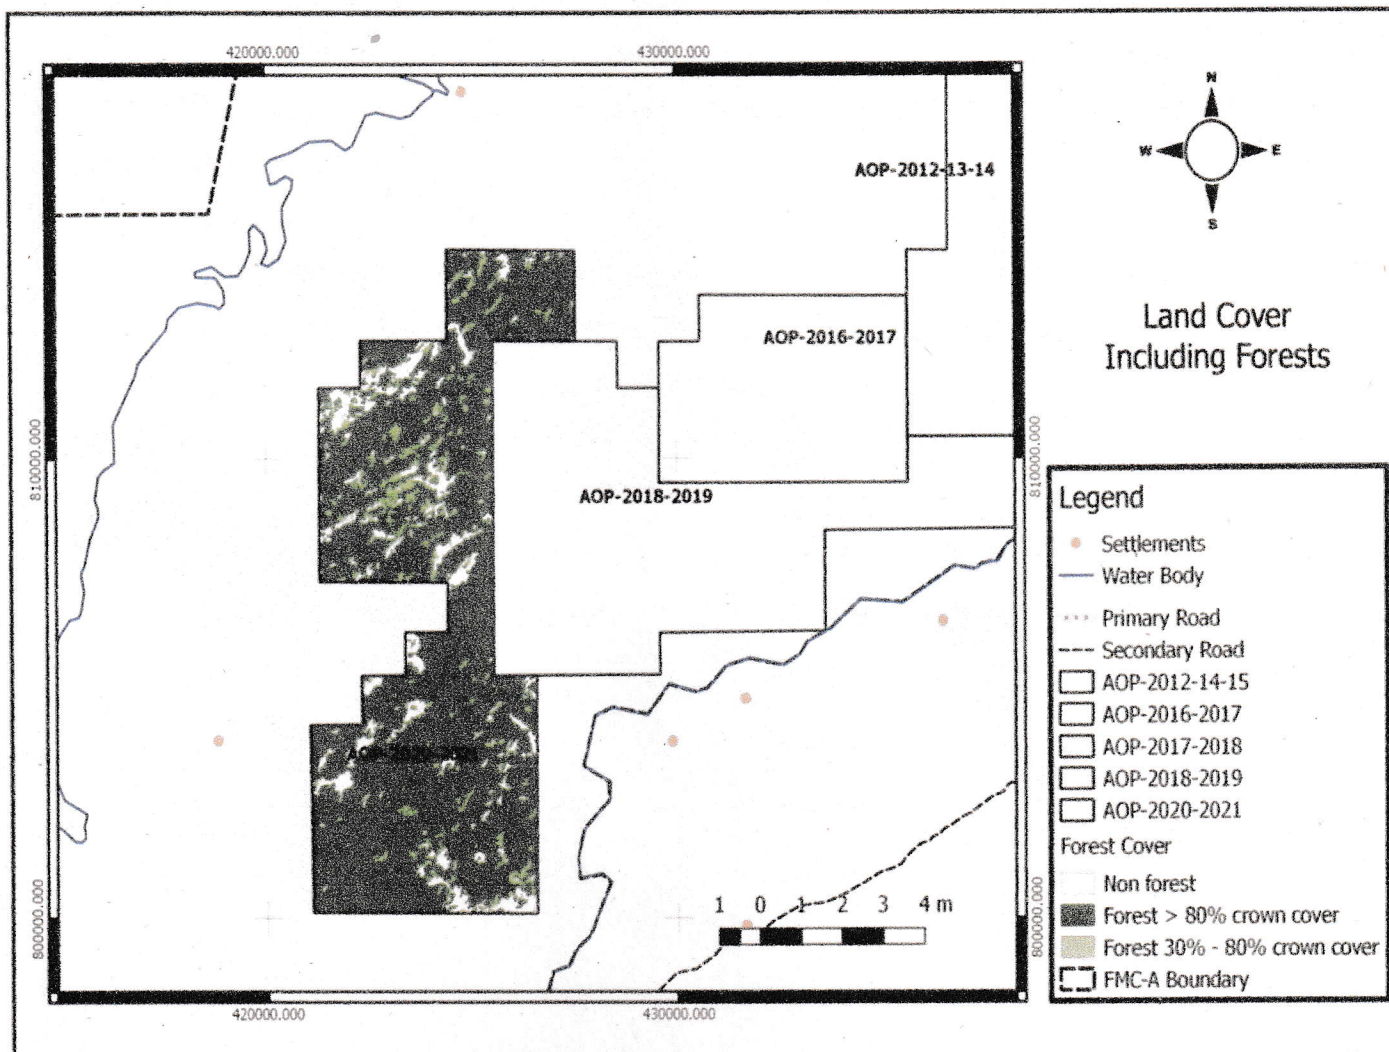 420000.000
430000.000
N
W
E
S
AOP-2012-13-14
Land Cover
Including Forests
AOP-2016-2017
810000.000
810000.000
AOP-2018-2019
Legend
Settlements
Water Body
Primary Road
Secondary Road
AOP-2012-14-15
AOP-2016-2017
AOP-2017-2018
AOP-2018-2019
AOP-2020-2021
Forest Cover
Non forest
Forest > 80% crown cover
Forest 30% - 80% crown cover
FMC-A Boundary
AOP-2020-2021
800000.000
800000.000
1 0 1 2 3 4 m
420000.000
430000.000